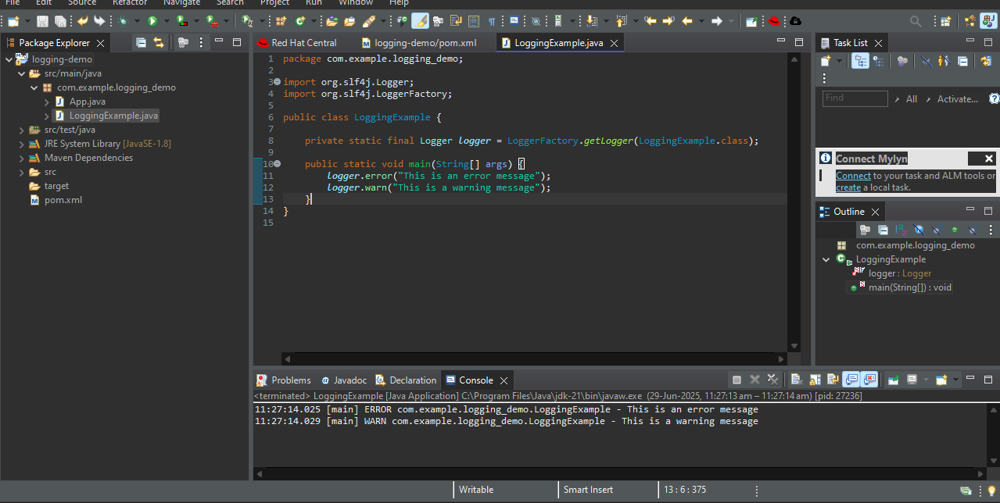 File Edit Source Refactor Navigate Search Project Run Window Help
Package Explorer
logging-demo
src/main/java
com.example.logging_demo
App.java
LoggingExample.java
src/test/java
JRE System Library [JavaSE-1.8]
Maven Dependencies
src
target
pom.xml
Red Hat Central
logging-demo/pom.xml
LoggingExample.java
1 package com.example.logging_demo;
2
3 import org.slf4j.Logger;
4 import org.slf4j.LoggerFactory;
5
6 public class LoggingExample {
7
8     private static final Logger logger = LoggerFactory.getLogger(LoggingExample.class);
9
10     public static void main(String[] args) {
11         logger.error("This is an error message");
12         logger.warn("This is a warning message");
13     }
14 }
15
Task List
Find
All
Activate...
Connect Mylyn
Connect to your task and ALM tools or
create a local task.
Outline
com.example.logging_demo
LoggingExample
logger : Logger
main(String[]) : void
Problems
Javadoc
Declaration
Console
<terminated> LoggingExample [Java Application] C:\Program Files\Java\jdk-21\bin\javaw.exe (29-Jun-2025, 11:27:13 am – 11:27:14 am) [pid: 27236]
11:27:14.025 [main] ERROR com.example.logging_demo.LoggingExample - This is an error message
11:27:14.029 [main] WARN com.example.logging_demo.LoggingExample - This is a warning message
Writable
Smart Insert
13 : 6 : 375